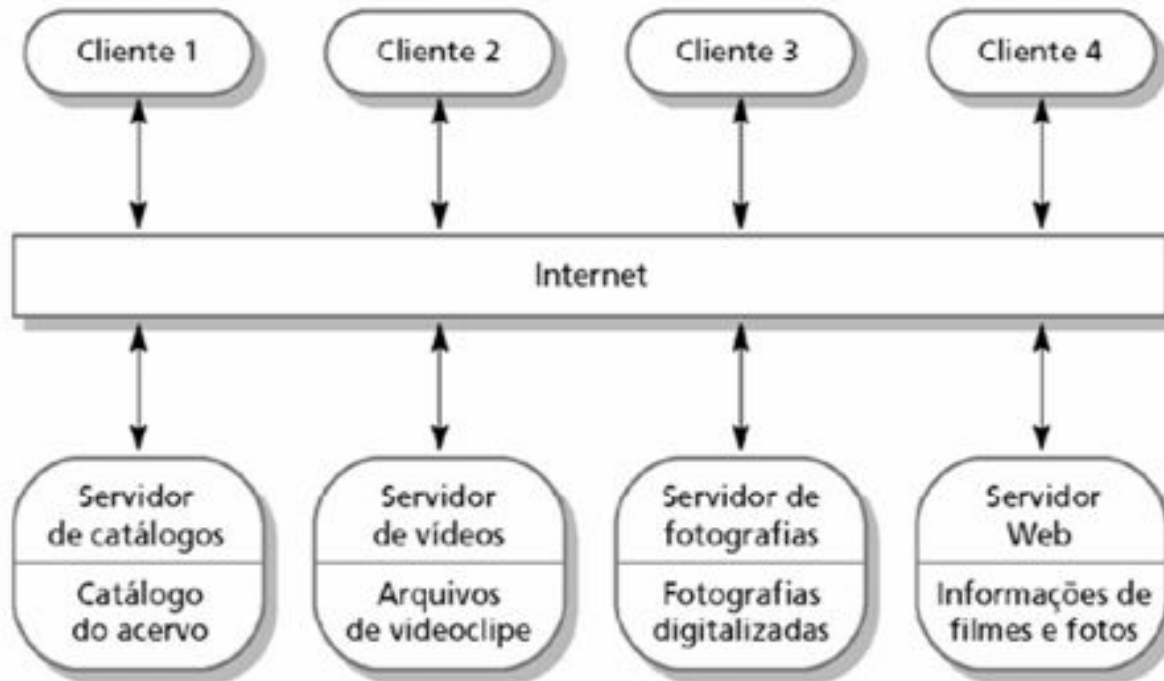 Cliente 1
Cliente 2
Cliente 3
Cliente 4
Internet
Servidor
de catálogos
Catálogo
do acervo
Servidor
de vídeos
Arquivos
de videoclipe
Servidor de
fotografias
Fotografias
digitalizadas
Servidor
Web
Informações de
filmes e fotos